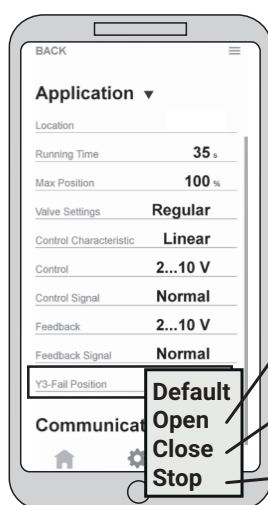 BACK
Application ▼
Location
Running Time 35 s
Max Position 100 %
Valve Settings Regular
Control Characteristic Linear
Control 2...10 V
Control Signal Normal
Feedback 2...10 V
Feedback Signal Normal
Y3-Fail Position
Default
Open
Close
Stop
Communicat